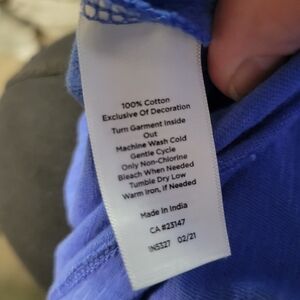 100% Cotton
Exclusive Of Decoration
Turn Garment Inside
Out
Machine Wash Cold
Gentle Cycle
Only Non-Chlorine
Bleach When Needed
Tumble Dry Low
Warm Iron, if Needed
Made in India
CA #23147
IN5327 02/21